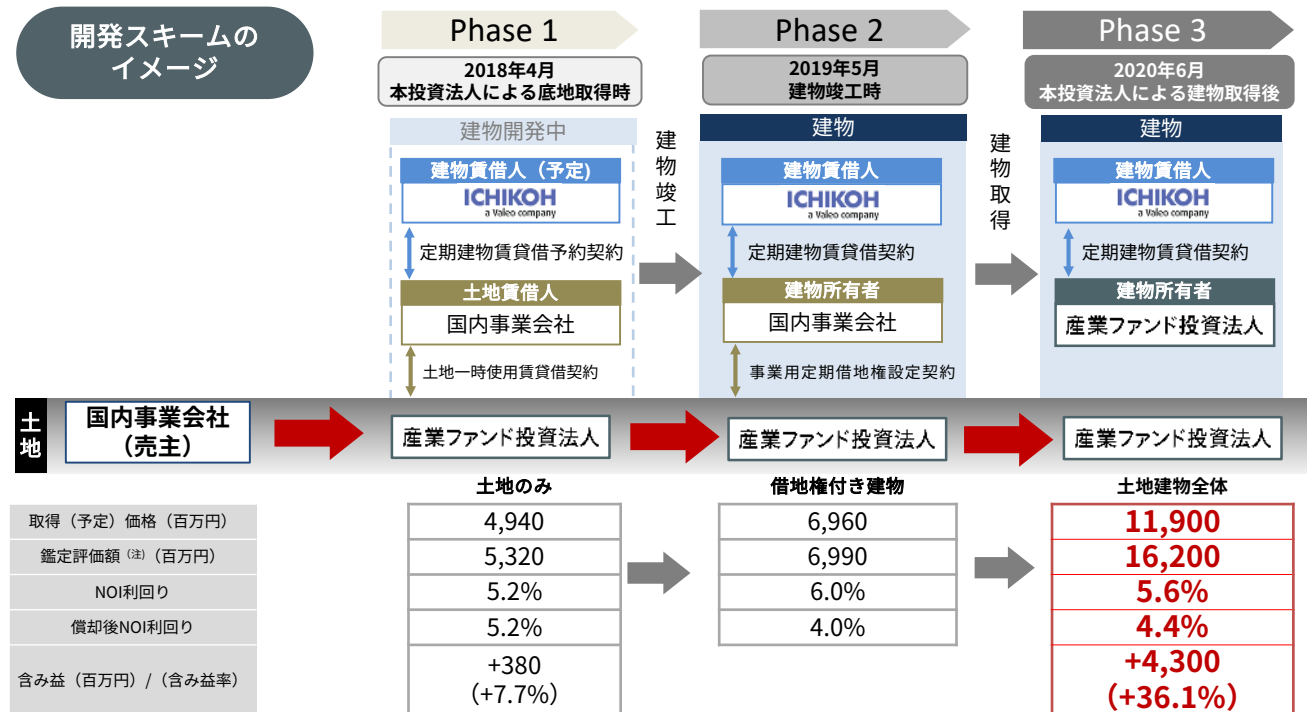 開発スキームの
イメージ
Phase 1
2018年4月
本投資法人による底地取得時
Phase 2
2019年5月
建物竣工時
Phase 3
2020年6月
本投資法人による建物取得後
建物開発中
建物賃借人（予定)
ICHIKOH
a Valeo company
定期建物賃貸借予約契約
土地賃借人
国内事業会社
土地一時使用賃貸借契約
建物竣工
建物
建物賃借人
ICHIKOH
a Valeo company
定期建物賃貸借契約
建物所有者
国内事業会社
事業用定期借地権設定契約
建物取得
建物
建物賃借人
ICHIKOH
a Valeo company
定期建物賃貸借契約
建物所有者
産業ファンド投資法人
土地
国内事業会社
（売主）
産業ファンド投資法人
産業ファンド投資法人
産業ファンド投資法人
土地のみ
借地権付き建物
土地建物全体
取得（予定）価格（百万円）
4,940
6,960
11,900
鑑定評価額（注）（百万円）
5,320
6,990
16,200
NOI利回り
5.2%
6.0%
5.6%
償却後NOI利回り
5.2%
4.0%
4.4%
含み益（百万円）/（含み益率）
+380
（+7.7%）
+4,300
（+36.1%）